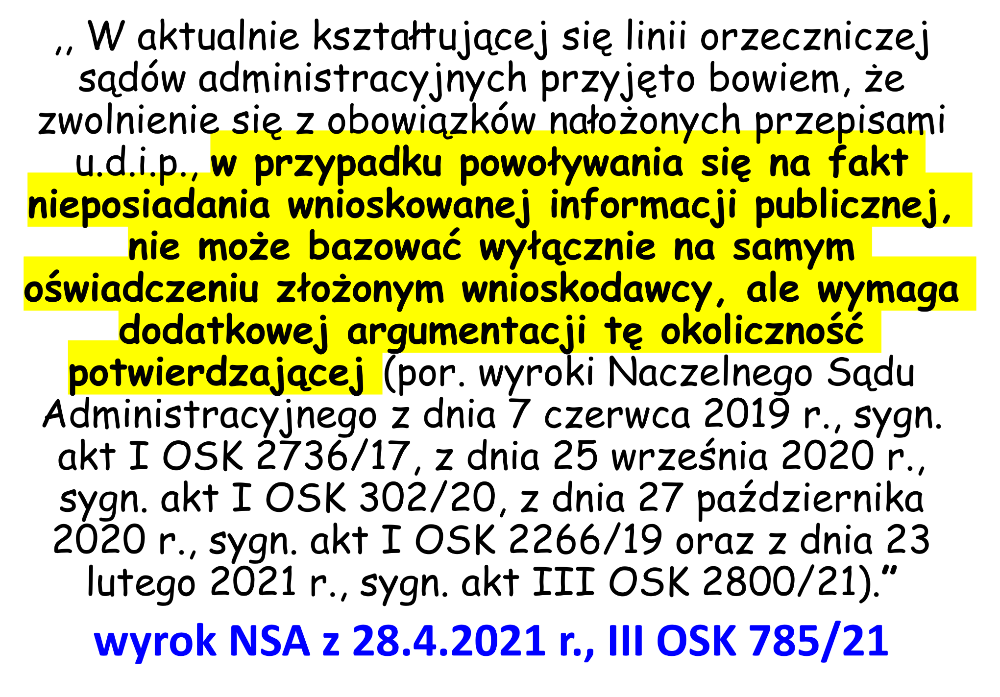 ,, W aktualnie kształtującej się linii orzeczniczej
sądów administracyjnych przyjęto bowiem, że
zwolnienie się z obowiązków nałożonych przepisami
u.d.i.p., w przypadku powoływania się na fakt
nieposiadania wnioskowanej informacji publicznej,
nie może bazować wyłącznie na samym
oświadczeniu złożonym wnioskodawcy, ale wymaga
dodatkowej argumentacji tę okoliczność
potwierdzającej (por. wyroki Naczelnego Sądu
Administracyjnego z dnia 7 czerwca 2019 r., sygn.
akt I OSK 2736/17, z dnia 25 września 2020 r.,
sygn. akt I OSK 302/20, z dnia 27 października
2020 r., sygn. akt I OSK 2266/19 oraz z dnia 23
lutego 2021 r., sygn. akt III OSK 2800/21).”
wyrok NSA z 28.4.2021 r., III OSK 785/21